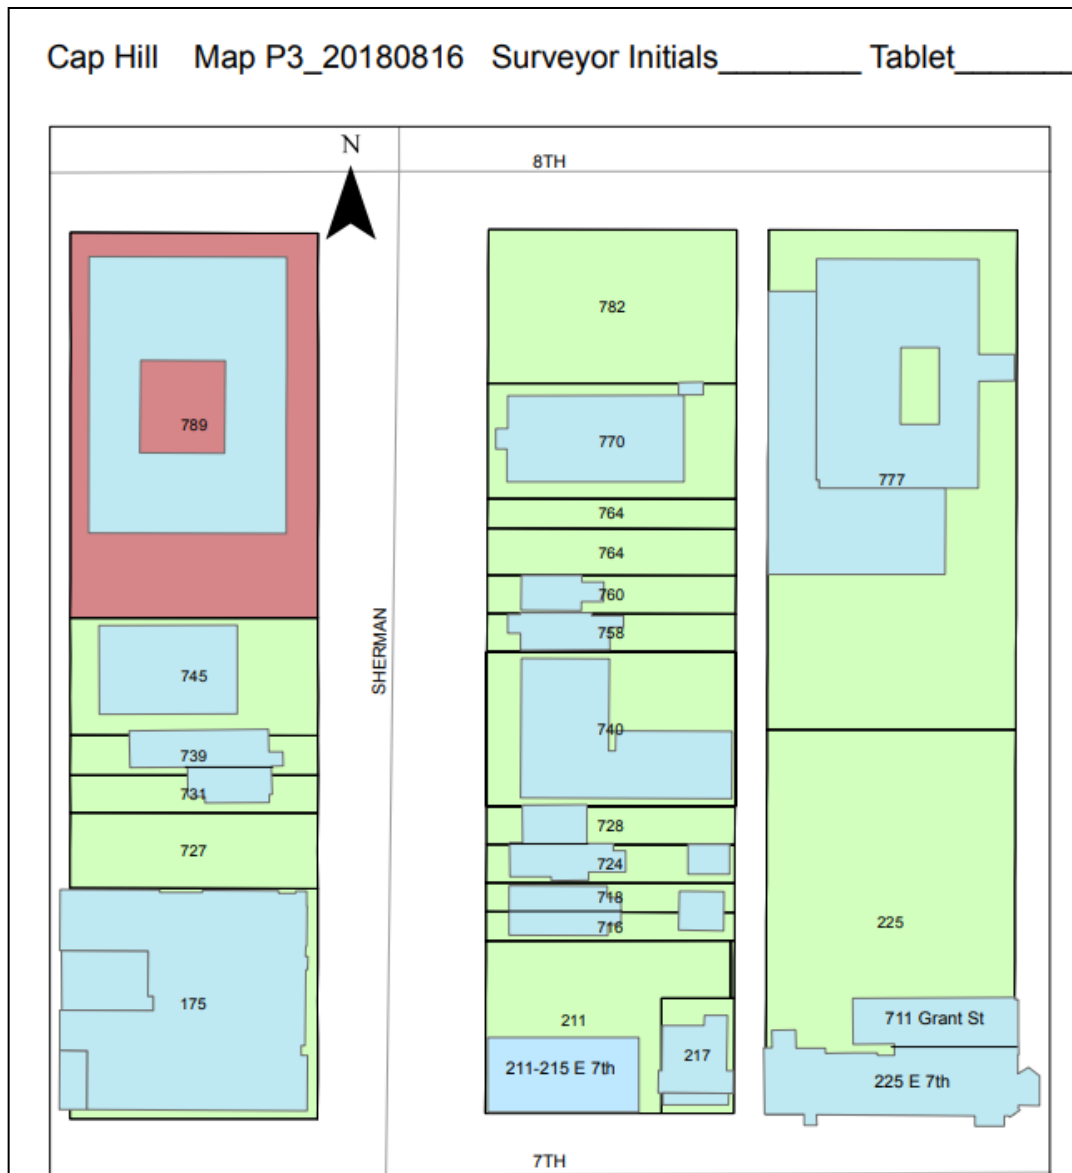 Cap Hill Map P3_20180816 Surveyor Initials________ Tablet_______
N
8TH
782
789
770
777
764
764
760
758
SHERMAN
745
740
739
731
728
727
724
718
716
225
175
211
711 Grant St
217
211-215 E 7th
225 E 7th
7TH